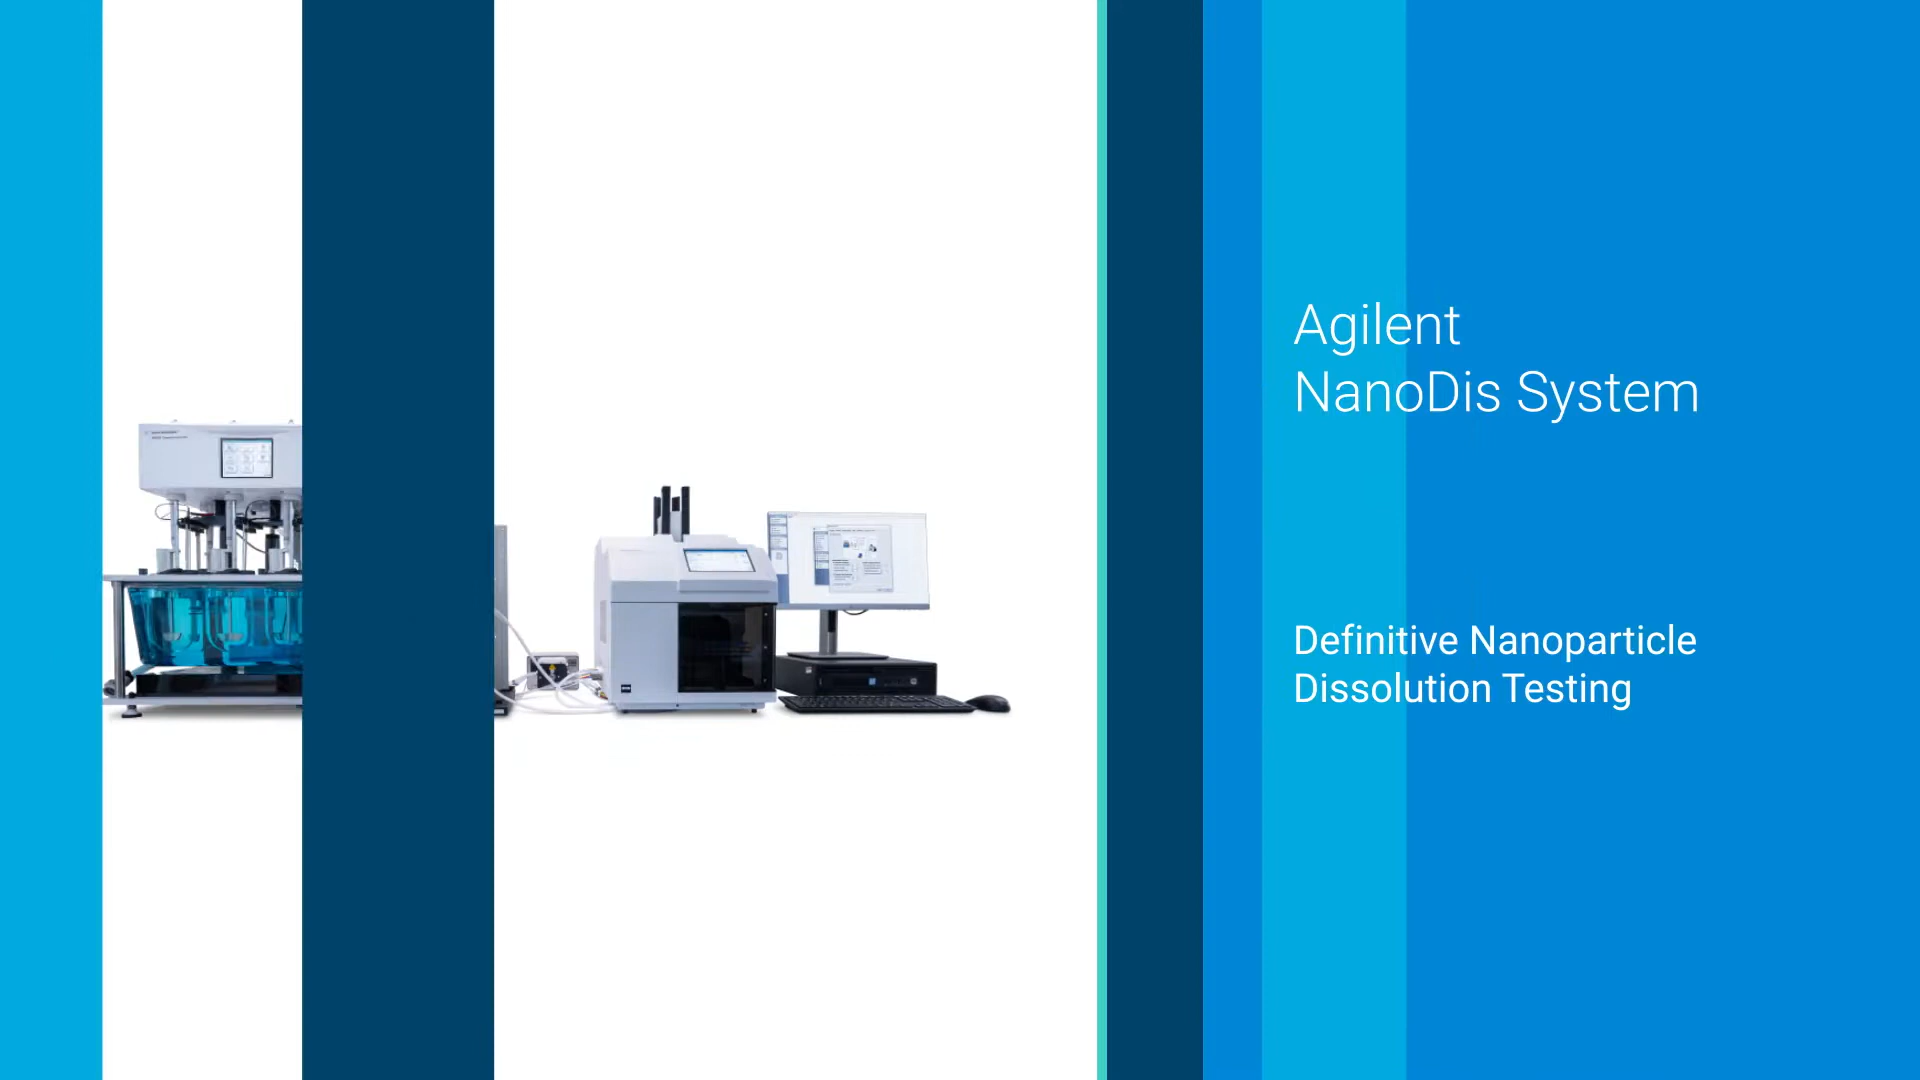 Agilent
NanoDis System
Definitive Nanoparticle
Dissolution Testing